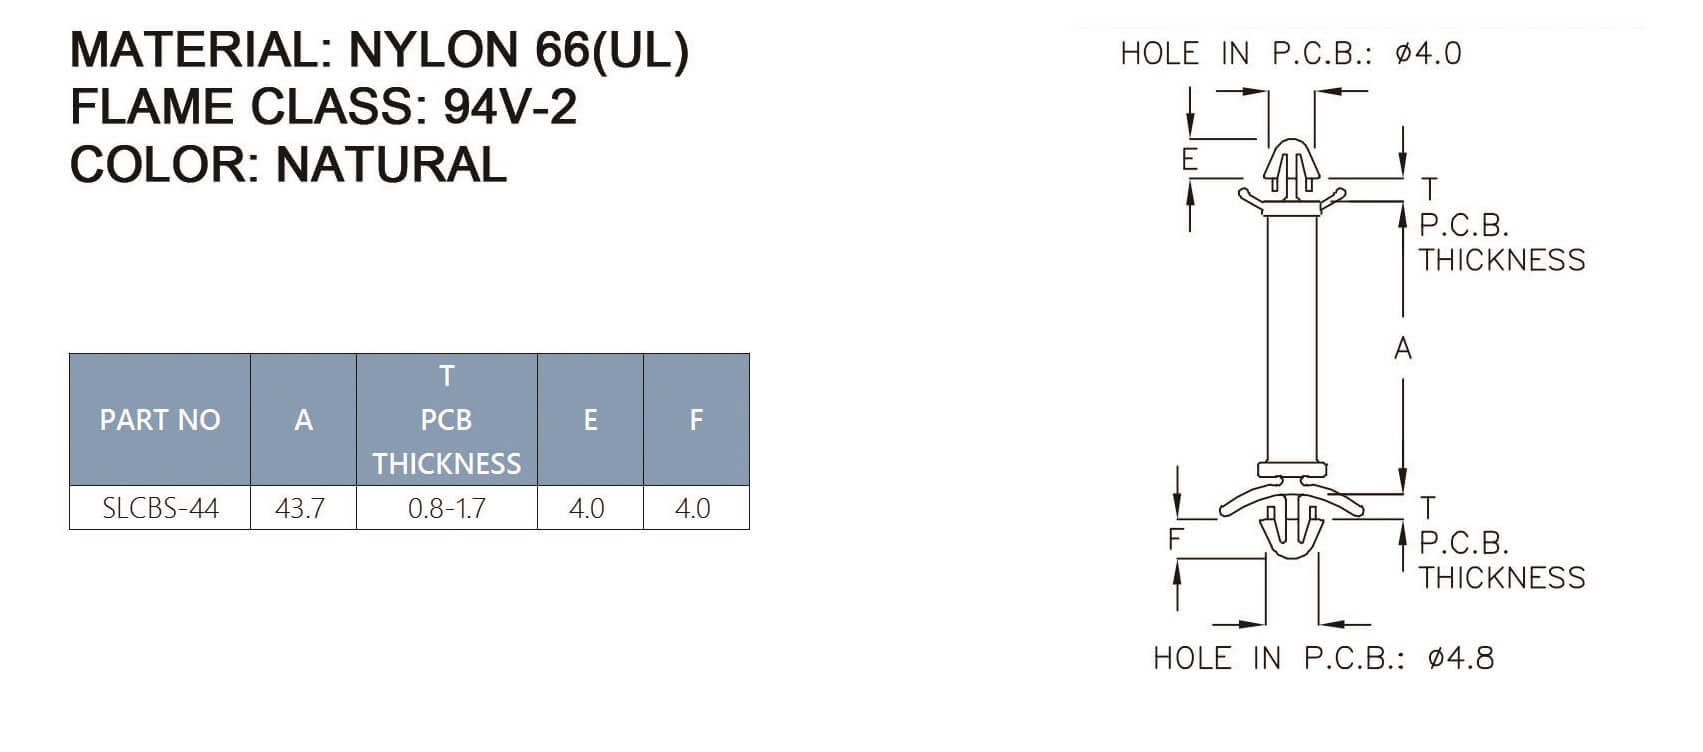 MATERIAL: NYLON 66(UL)
FLAME CLASS: 94V-2
COLOR: NATURAL
PART NO
A
T
PCB
THICKNESS
E
F
SLCBS-44
43.7
0.8-1.7
4.0
4.0
HOLE IN P.C.B.: ø4.0
E
T
P.C.B.
THICKNESS
A
T
P.C.B.
THICKNESS
F
HOLE IN P.C.B.: ø4.8